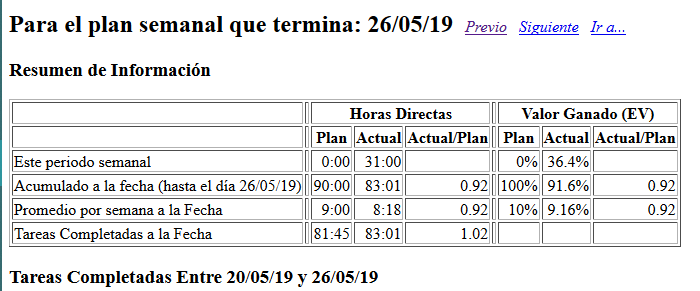 Para el plan semanal que termina: 26/05/19 Previo Siguiente Ir a...
Resumen de Información
Horas Directas Valor Ganado (EV)
Plan Actual Actual/Plan Plan Actual Actual/Plan
Este periodo semanal 0:00 31:00 0% 36.4%
Acumulado a la fecha (hasta el día 26/05/19) 90:00 83:01 0.92 100% 91.6% 0.92
Promedio por semana a la Fecha 9:00 8:18 0.92 10% 9.16% 0.92
Tareas Completadas a la Fecha 81:45 83:01 1.02
Tareas Completadas Entre 20/05/19 y 26/05/19